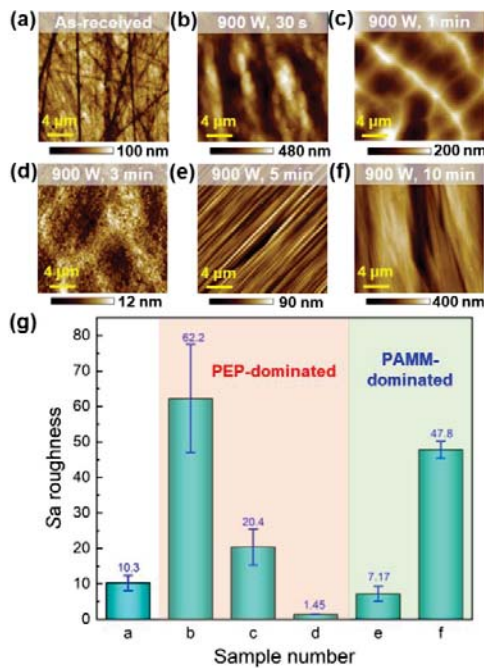 (a) As-received
4 μm
100 nm
(b) 900 W, 30 s
4 μm
480 nm
(c) 900 W, 1 min
4 μm
200 nm
(d) 900 W, 3 min
4 μm
12 nm
(e) 900 W, 5 min
4 μm
90 nm
(f) 900 W, 10 min
4 μm
400 nm
(g)
Sa roughness
80
70
60
50
40
30
20
10
0
PEP-dominated
PAMM-
dominated
10.3
62.2
20.4
1.45
7.17
47.8
a b c d e f
Sample number